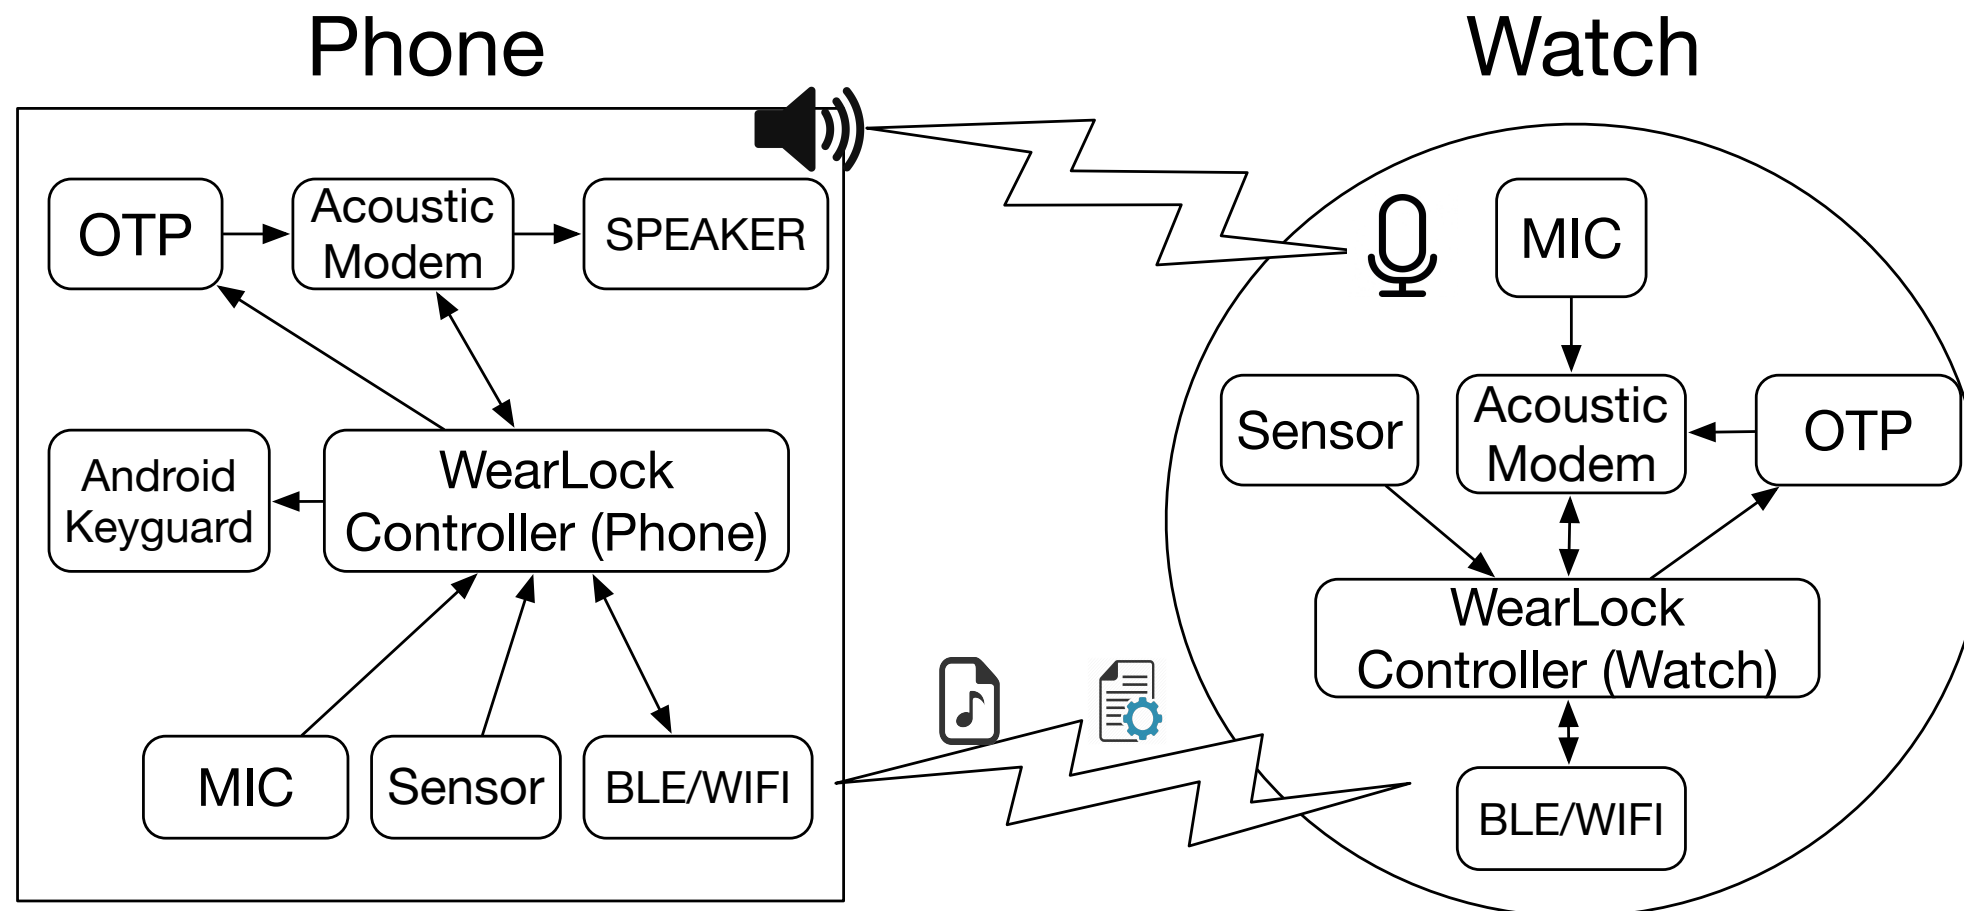 Phone
Watch
OTP
Acoustic
Modem
SPEAKER
Android
Keyguard
WearLock
Controller (Phone)
MIC
Sensor
BLE/WIFI
MIC
Sensor
Acoustic
Modem
OTP
WearLock
Controller (Watch)
BLE/WIFI